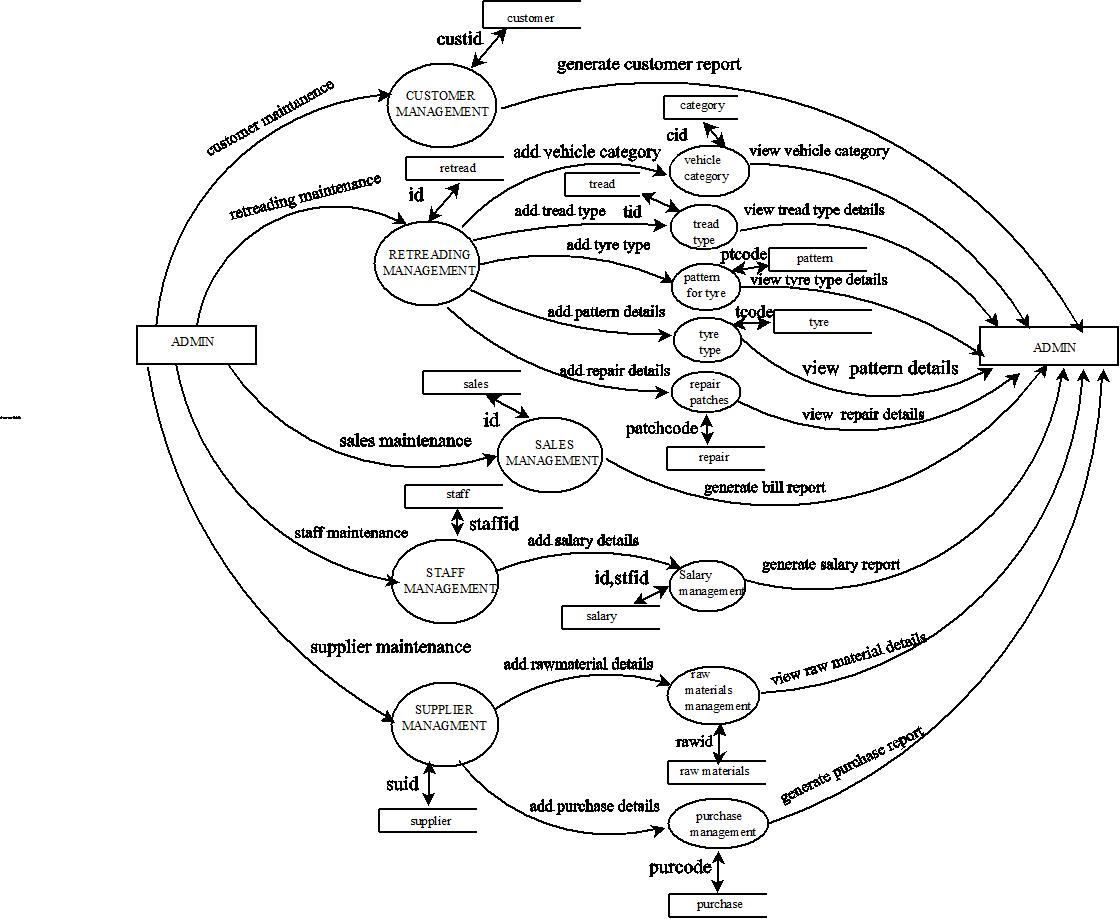 customer
custid
generate customer report
CUSTOMER
MANAGEMENT
customer maintanence
category
cid
add vehicle category
view vehicle category
vehicle
category
retread
id
retreading maintenance
tread
add tread type
tid
view tread type details
tread
type
add tyre type
ptcode
pattern
RETREADING
MANAGEMENT
pattern
for tyre
view tyre type details
add pattern details
tcode
tyre
tyre
type
ADMIN
ADMIN
view pattern details
add repair details
repair
patches
view repair details
sales
id
patchcode
sales maintenance
SALES
MANAGEMENT
repair
generate bill report
staff
staffid
staff maintenance
add salary details
generate salary report
STAFF
MANAGEMENT
id,stfid
Salary
management
salary
supplier maintenance
add rawmaterial details
view raw material details
raw
materials
management
SUPPLIER
MANAGMENT
rawid
raw materials
generate purchase report
suid
add purchase details
supplier
purchase
management
purcode
purchase